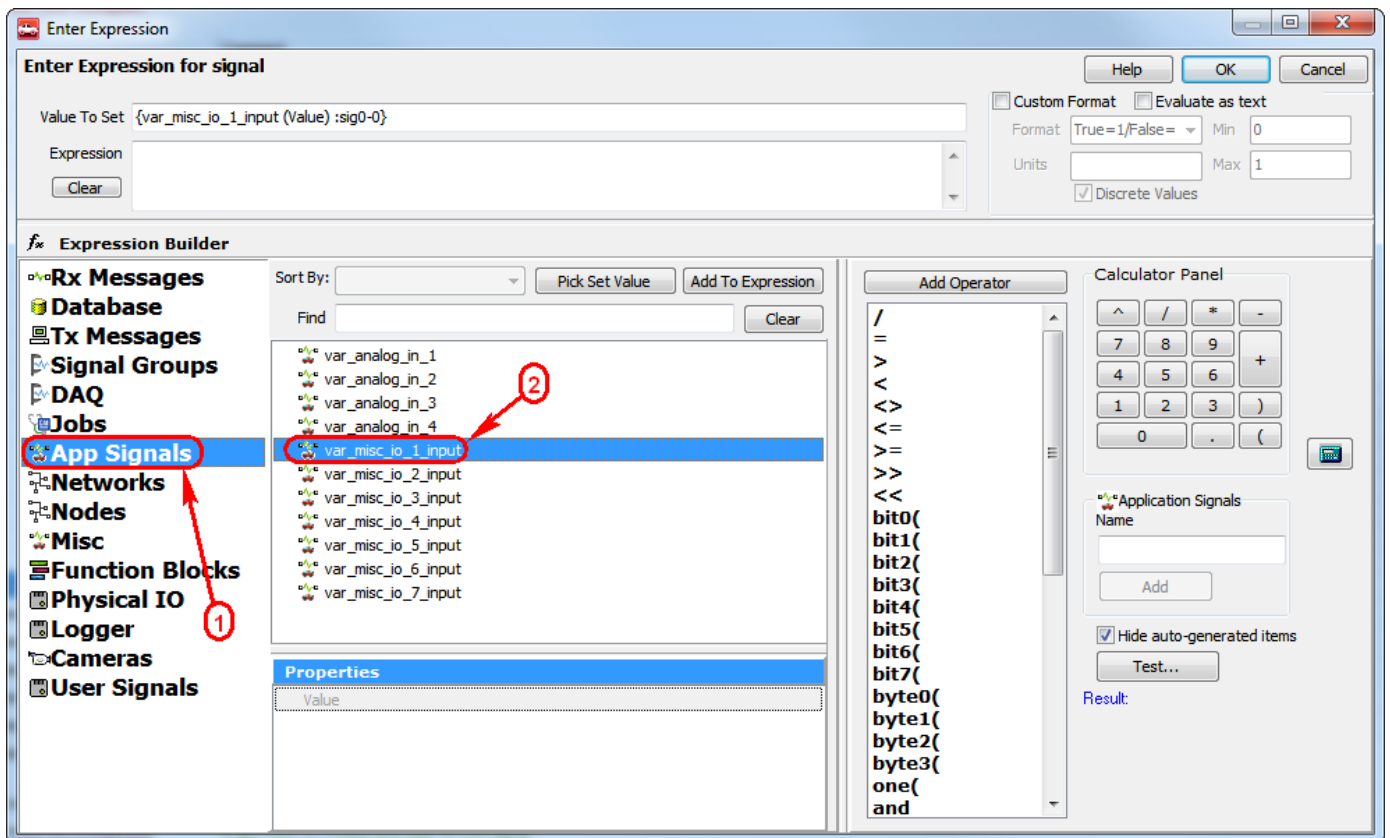 Enter Expression
Enter Expression for signal
Help
OK
Cancel
Value To Set {var_misc_io_1_input (Value) :sig0-0}
Custom Format
Evaluate as text
Format True=1/False= Min 0
Expression
Units
Max 1
Clear
Discrete Values
fx Expression Builder
Rx Messages
Database
Tx Messages
Signal Groups
DAQ
Jobs
App Signals
Networks
Nodes
Misc
Function Blocks
Physical IO
Logger
Cameras
User Signals
1
Sort By:
Pick Set Value
Add To Expression
Find
Clear
var_analog_in_1
var_analog_in_2
var_analog_in_3
var_analog_in_4
var_misc_io_1_input
var_misc_io_2_input
var_misc_io_3_input
var_misc_io_4_input
var_misc_io_5_input
var_misc_io_6_input
var_misc_io_7_input
2
Properties
Value
Add Operator
/
=
>
<
<>
<=
>=
>>
<<
bit0(
bit1(
bit2(
bit3(
bit4(
bit5(
bit6(
bit7(
byte0(
byte1(
byte2(
byte3(
one(
and
Calculator Panel
^ / * -
7 8 9 +
4 5 6
1 2 3 )
0 . (
Application Signals
Name
Add
Hide auto-generated items
Test...
Result: